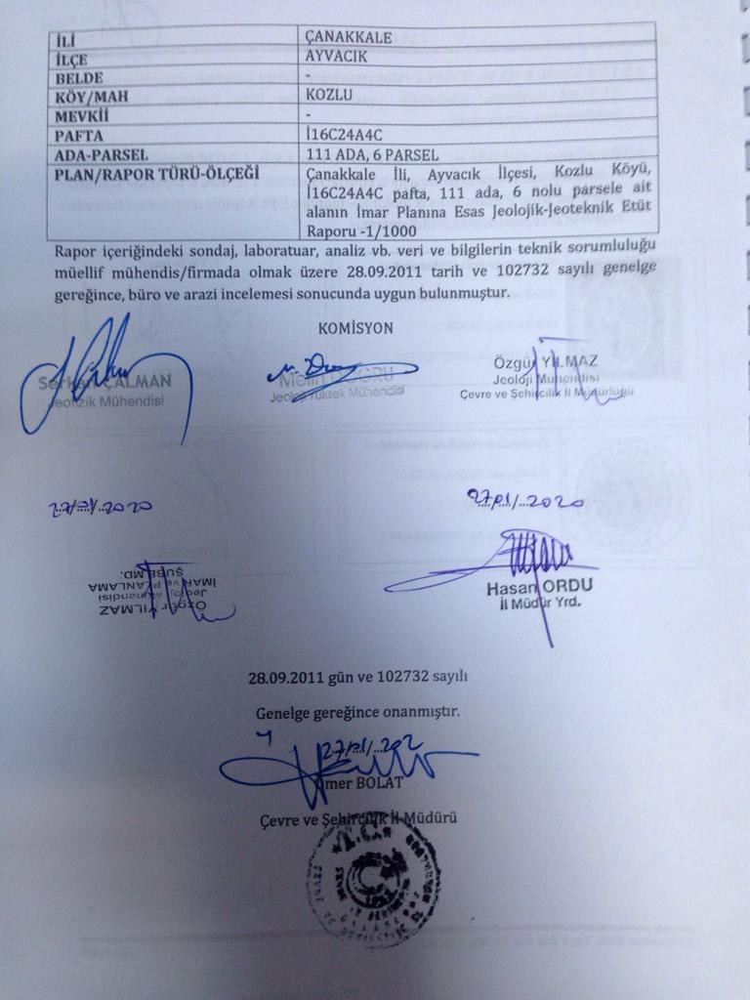 İLİ ÇANAKKALE
İLÇE AYVACIK
BELDE -
KÖY/MAH KOZLU
MEVKİİ -
PAFTA İ16C24A4C
ADA-PARSEL 111 ADA, 6 PARSEL
PLAN/RAPOR TÜRÜ-ÖLÇEĞİ Çanakkale İli, Ayvacık İlçesi, Kozlu Köyü,
İ16C24A4C pafta, 111 ada, 6 nolu parsele ait
alanın İmar Planına Esas Jeolojik-Jeoteknik Etüt
Raporu -1/1000
Rapor içeriğindeki sondaj, laboratuar, analiz vb. veri ve bilgilerin teknik sorumluluğu
müellif mühendis/firmada olmak üzere 28.09.2011 tarih ve 102732 sayılı genelge
gereğince, büro ve arazi incelemesi sonucunda uygun bulunmuştur.
KOMİSYON
Serkan ÇALMAN
Jeofizik Mühendisi
Metin DOĞRU
Jeoloji Yüksek Mühendisi
Özgür YILMAZ
Jeoloji Mühendisi
Çevre ve Şehircilik İl Müdürlüğü
27/01/2020
27/01/2020
Özgür YILMAZ
Jeoloji Mühendisi
İMAR ve PLANLAMA
ŞUBE MD.
Hasan ORDU
İl Müdür Yrd.
28.09.2011 gün ve 102732 sayılı
Genelge gereğince onanmıştır.
27/01/202
Ömer BOLAT
Çevre ve Şehircilik İl Müdürü
T.C.